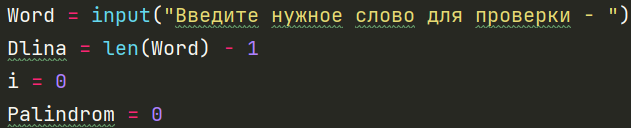 Word = input("Введите нужное слово для проверки - ")
Dlina = len(Word) - 1
i = 0
Palindrom = 0